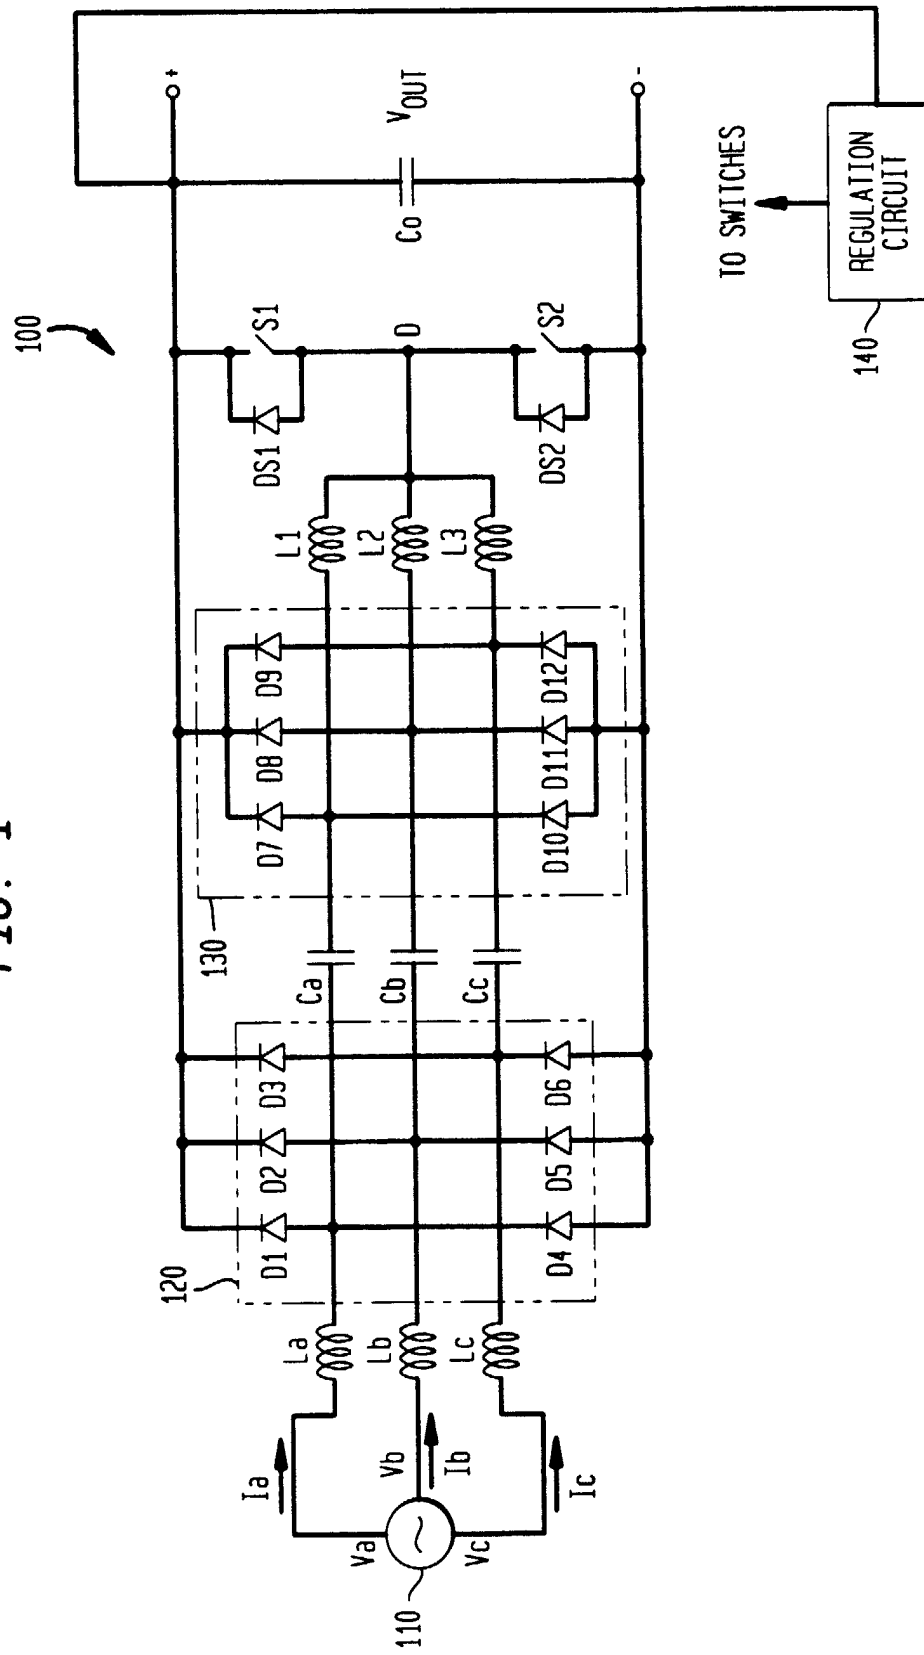 FIG. 1
100
110
Va
Vb
Vc
Ia
Ib
Ic
La
Lb
Lc
120
D1
D2
D3
D4
D5
D6
Ca
Cb
Cc
130
D7
D8
D9
D10
D11
D12
L1
L2
L3
DS1
S1
D
DS2
S2
Co
VOUT
+
-
TO SWITCHES
REGULATION
CIRCUIT
140